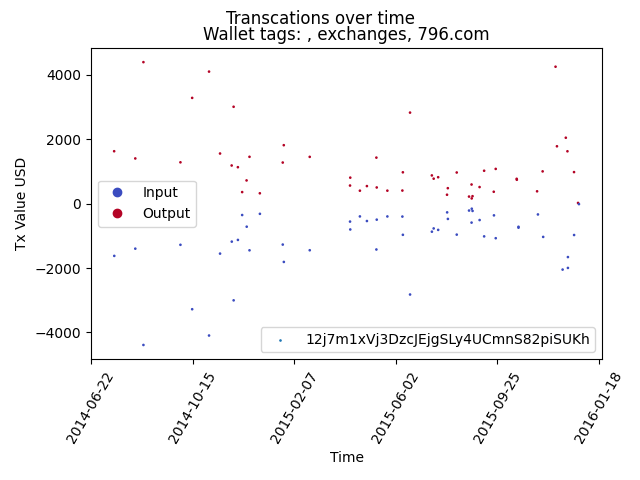 Transcations over time
Wallet tags: , exchanges, 796.com
Tx Value USD
4000
2000
0
−2000
−4000
Input
Output
12j7m1xVj3DzcJEjgSLy4UCmnS82piSUKh
2014-06-22
2014-10-15
2015-02-07
2015-06-02
2015-09-25
2016-01-18
Time